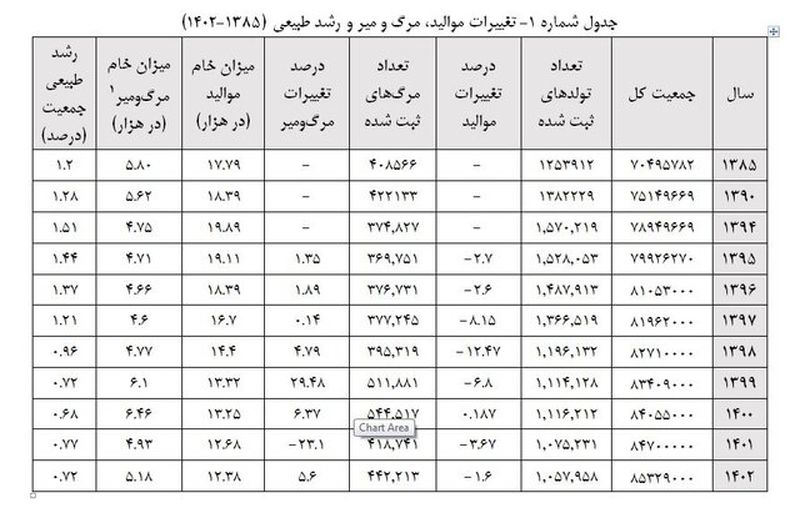 جدول شماره ۱- تغییرات موالید، مرگ و میر و رشد طبیعی (۱۳۸۵-۱۴۰۲)
سال | جمعیت کل | تعداد تولدهای ثبت شده | درصد تغییرات موالید | تعداد مرگ‌های ثبت شده | درصد تغییرات مرگ‌ومیر | میزان خام موالید (در هزار) | میزان خام مرگ‌ومیر۱ (در هزار) | رشد طبیعی جمعیت (درصد)
۱۳۸۵ | ۷۰۴۹۵۷۸۲ | ۱۲۵۳۹۱۲ | - | ۴۰۸۵۶۶ | - | ۱۷.۷۹ | ۵.۸۰ | ۱.۲
۱۳۹۰ | ۷۵۱۴۹۶۶۹ | ۱۳۸۲۲۲۹ | - | ۴۲۲۱۳۳ | - | ۱۸.۳۹ | ۵.۶۲ | ۱.۲۸
۱۳۹۴ | ۷۸۹۴۹۶۶۹ | ۱,۵۷۰,۲۱۹ | - | ۳۷۴,۸۲۷ | - | ۱۹.۸۹ | ۴.۷۵ | ۱.۵۱
۱۳۹۵ | ۷۹۹۲۶۲۷۰ | ۱,۵۲۸,۰۵۳ | -۲.۷ | ۳۶۹,۷۵۱ | ۱.۳۵ | ۱۹.۱۱ | ۴.۷۱ | ۱.۴۴
۱۳۹۶ | ۸۱۰۵۳۰۰۰ | ۱,۴۸۷,۹۱۳ | -۲.۶ | ۳۷۶,۷۳۱ | ۱.۸۹ | ۱۸.۳۹ | ۴.۶۶ | ۱.۳۷
۱۳۹۷ | ۸۱۹۶۲۰۰۰ | ۱,۳۶۶,۵۱۹ | -۸.۱۵ | ۳۷۷,۲۴۵ | ۰.۱۴ | ۱۶.۷ | ۴.۶ | ۱.۲۱
۱۳۹۸ | ۸۲۷۱۰۰۰۰ | ۱,۱۹۶,۱۳۲ | -۱۲.۴۷ | ۳۹۵,۳۱۹ | ۴.۷۹ | ۱۴.۴ | ۴.۷۷ | ۰.۹۶
۱۳۹۹ | ۸۳۴۰۹۰۰۰ | ۱,۱۱۴,۱۲۸ | -۶.۸ | ۵۱۱,۸۸۱ | ۲۹.۴۸ | ۱۳.۳۲ | ۶.۱ | ۰.۷۲
۱۴۰۰ | ۸۴۰۵۵۰۰۰ | ۱,۱۱۶,۲۱۲ | ۰.۱۸۷ | ۵۴۴,۵۱۷ | ۶.۳۷ | ۱۳.۲۵ | ۶.۴۶ | ۰.۶۸
Chart Area
۱۴۰۱ | ۸۴۷۰۰۰۰۰ | ۱,۰۷۵,۲۳۱ | -۳.۶۷ | ۴۱۸,۷۴۱ | -۲۳.۱ | ۱۲.۶۸ | ۴.۹۳ | ۰.۷۷
۱۴۰۲ | ۸۵۳۲۹۰۰۰ | ۱,۰۵۷,۹۵۸ | -۱.۶ | ۴۴۲,۲۱۳ | ۵.۶ | ۱۲.۳۸ | ۵.۱۸ | ۰.۷۲